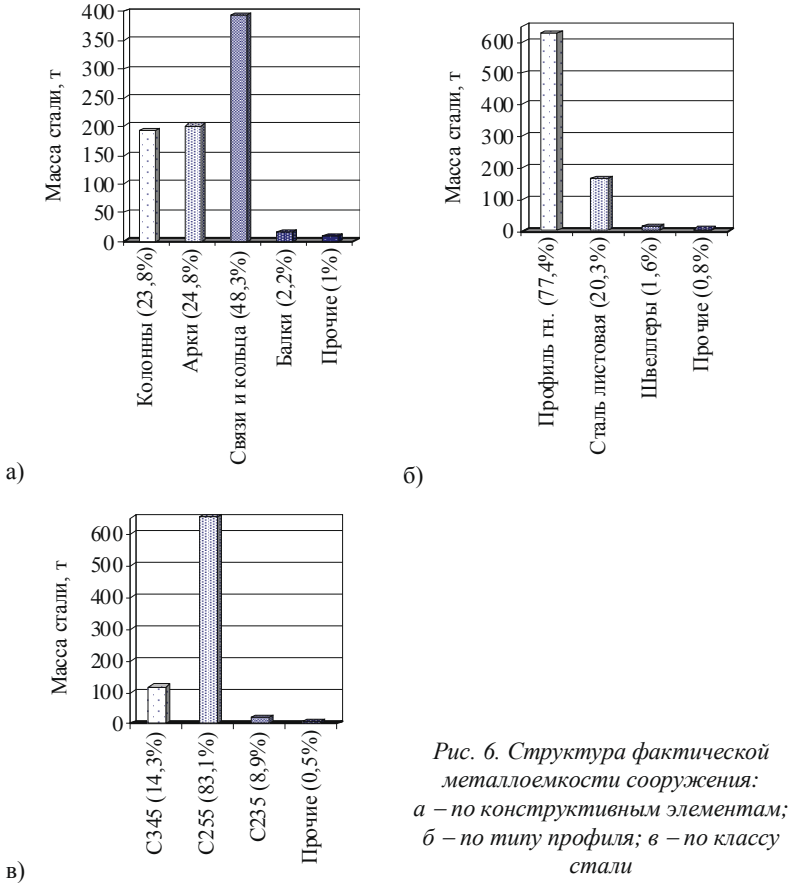 Масса стали, т
400
350
300
250
200
150
100
50
0
Колонны (23,8%)
Арки (24,8%)
Связи и кольца (48,3%)
Балки (2,2%)
Прочие (1%)
а)
Масса стали, т
600
500
400
300
200
100
0
Профиль гн. (77,4%)
Сталь листовая (20,3%)
Швеллеры (1,6%)
Прочие (0,8%)
б)
Масса стали, т
600
500
400
300
200
100
0
С345 (14,3%)
С255 (83,1%)
С235 (8,9%)
Прочие (0,5%)
в)
Рис. 6. Структура фактической
металлоемкости сооружения:
а – по конструктивным элементам;
б – по типу профиля; в – по классу
стали